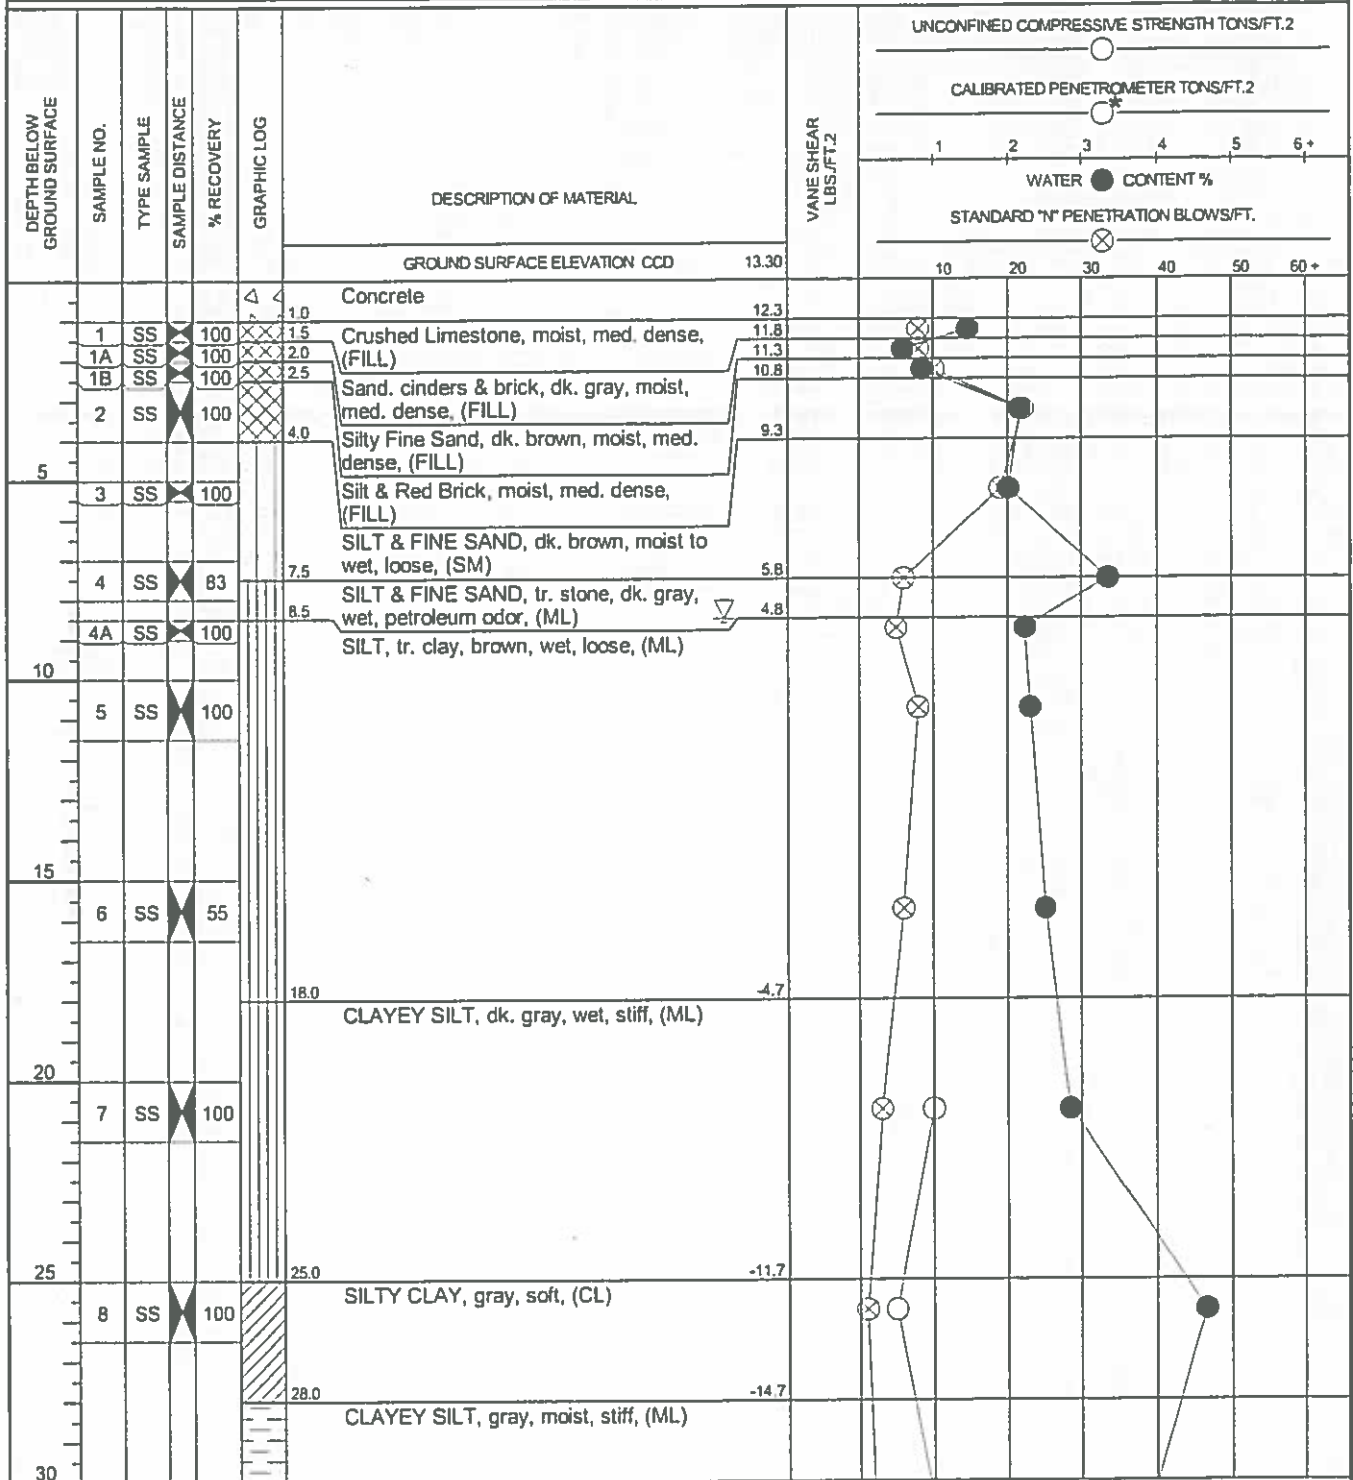 UNCONFINED COMPRESSIVE STRENGTH TONS/FT.2
CALIBRATED PENETROMETER TONS/FT.2
*
1 2 3 4 5 6+
WATER CONTENT %
STANDARD "N" PENETRATION BLOWS/FT.
10 20 30 40 50 60+
DEPTH BELOW
GROUND SURFACE
SAMPLE NO.
TYPE SAMPLE
SAMPLE DISTANCE
% RECOVERY
GRAPHIC LOG
DESCRIPTION OF MATERIAL
VANE SHEAR
LBS./FT.2
GROUND SURFACE ELEVATION CCD 13.30
Concrete
1.0 12.3
1 SS 100 1.5 Crushed Limestone, moist, med. dense, 11.8
(FILL)
1A SS 100 2.0 11.3
1B SS 100 2.5 10.8
Sand. cinders & brick, dk. gray, moist,
med. dense, (FILL)
2 SS 100
4.0 9.3
Silty Fine Sand, dk. brown, moist, med.
dense, (FILL)
5
3 SS 100
Silt & Red Brick, moist, med. dense,
(FILL)
SILT & FINE SAND, dk. brown, moist to
wet, loose, (SM)
7.5 5.8
4 SS 83
SILT & FINE SAND, tr. stone, dk. gray,
wet, petroleum odor, (ML)
8.5 4.8
4A SS 100
SILT, tr. clay, brown, wet, loose, (ML)
10
5 SS 100
15
6 SS 55
18.0 -4.7
CLAYEY SILT, dk. gray, wet, stiff, (ML)
20
7 SS 100
25
25.0 -11.7
SILTY CLAY, gray, soft, (CL)
8 SS 100
28.0 -14.7
CLAYEY SILT, gray, moist, stiff, (ML)
30